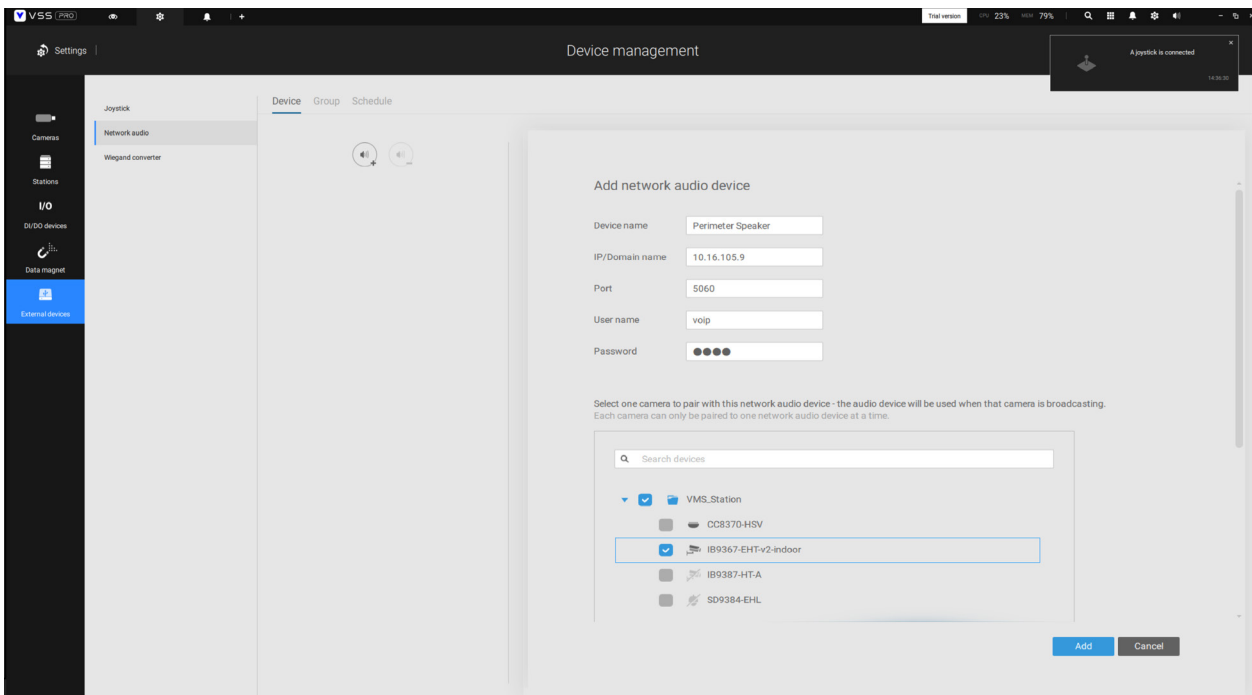 VSS PRO
Trial version CPU 23% MEM 79%
Settings
Device management
A joystick is connected
14:36:30
Cameras
Stations
I/O
DI/DO devices
Data magnet
External devices
Joystick
Network audio
Wiegand converter
Device Group Schedule
Add network audio device
Device name Perimeter Speaker
IP/Domain name 10.16.105.9
Port 5060
User name voip
Password
Select one camera to pair with this network audio device - the audio device will be used when that camera is broadcasting.
Each camera can only be paired to one network audio device at a time.
Search devices
VMS_Station
CC8370-HSV
IB9367-EHT-v2-indoor
IB9387-HT-A
SD9384-EHL
Add Cancel